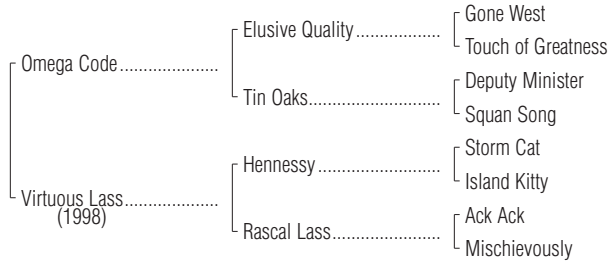 Gone West
Elusive Quality..................
Touch of Greatness
Omega Code.....................
Deputy Minister
Tin Oaks............................
Squan Song
Storm Cat
Hennessy ..........................
Island Kitty
Virtuous Lass....................
(1998)
Ack Ack
Rascal Lass.......................
Mischievously